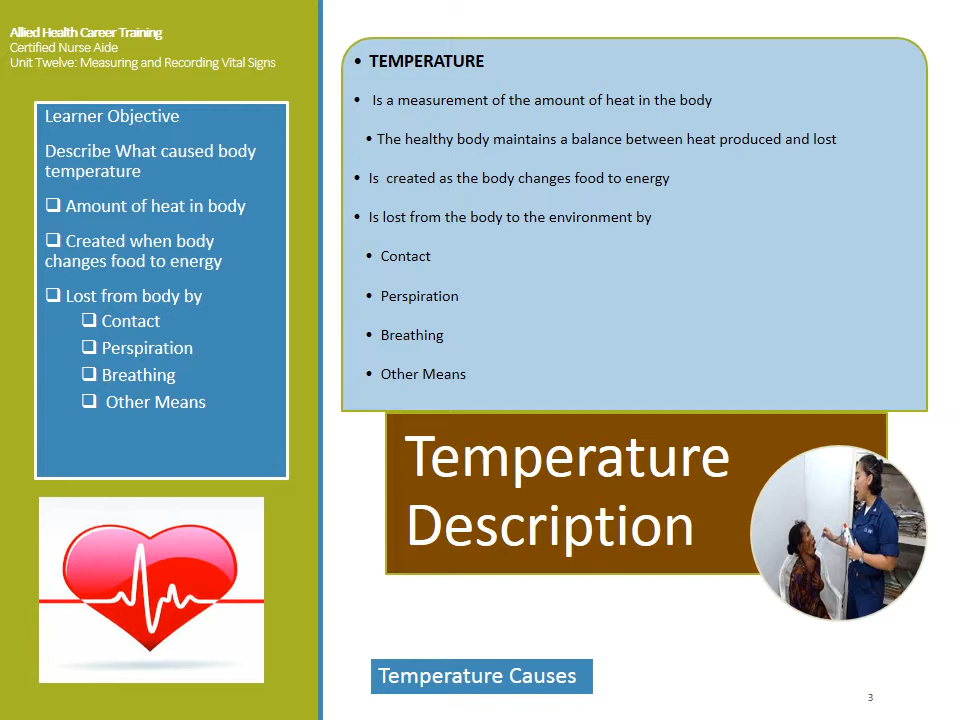 Allied Health Career Training
Certified Nurse Aide
Unit Twelve: Measuring and Recording Vital Signs
Learner Objective
Describe What caused body
temperature
❑ Amount of heat in body
❑ Created when body
changes food to energy
❑ Lost from body by
❑ Contact
❑ Perspiration
❑ Breathing
❑ Other Means
• TEMPERATURE
• Is a measurement of the amount of heat in the body
• The healthy body maintains a balance between heat produced and lost
• Is created as the body changes food to energy
• Is lost from the body to the environment by
• Contact
• Perspiration
• Breathing
• Other Means
Temperature
Description
Temperature Causes
3